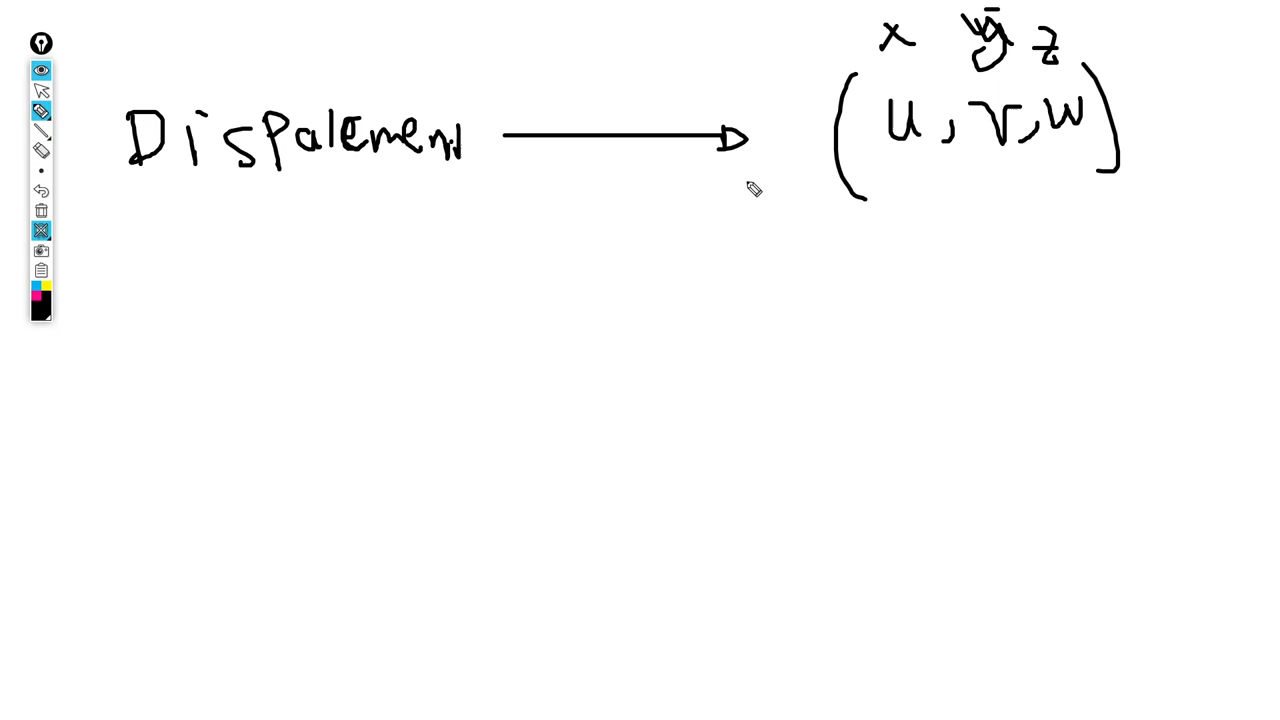 x y z
Dispalement → (u, v, w)